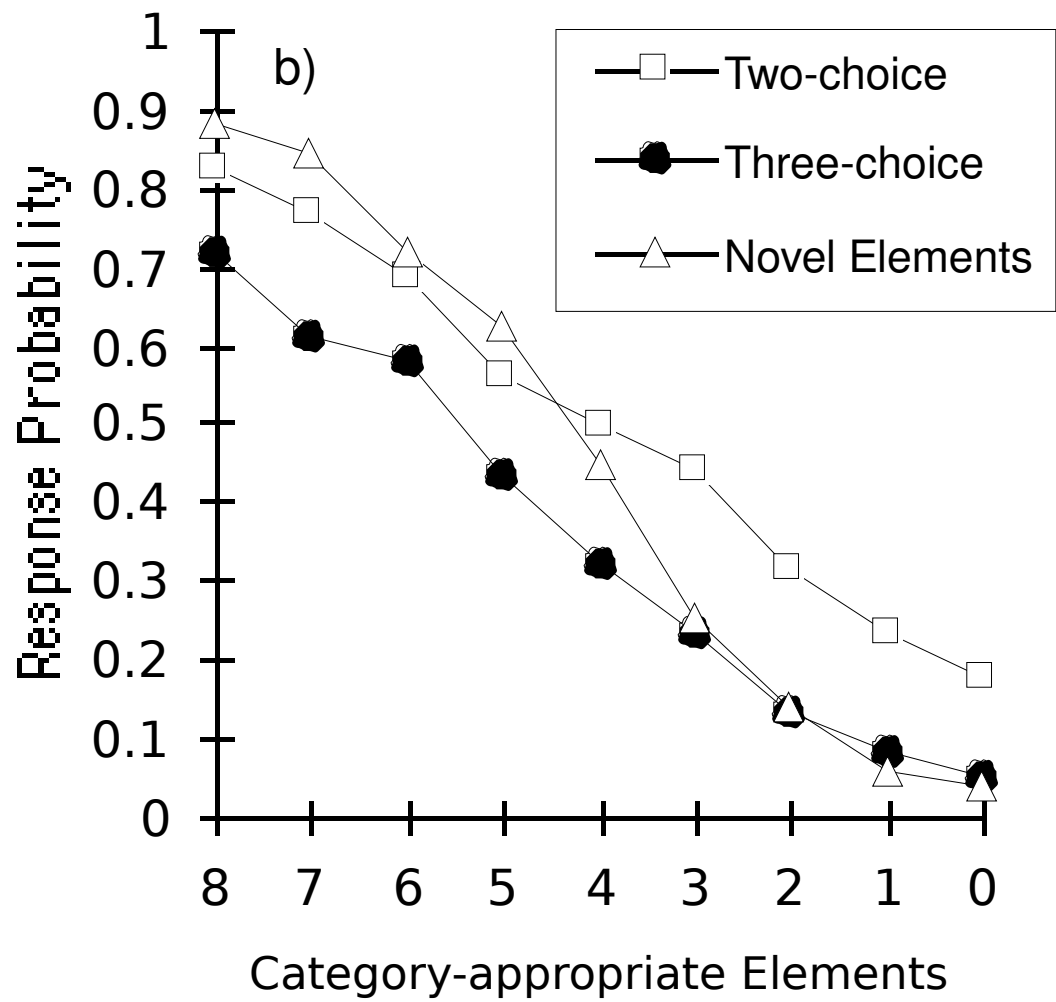 b)
Two-choice
Three-choice
Novel Elements
Response Probability
1
0.9
0.8
0.7
0.6
0.5
0.4
0.3
0.2
0.1
0
8 7 6 5 4 3 2 1 0
Category-appropriate Elements